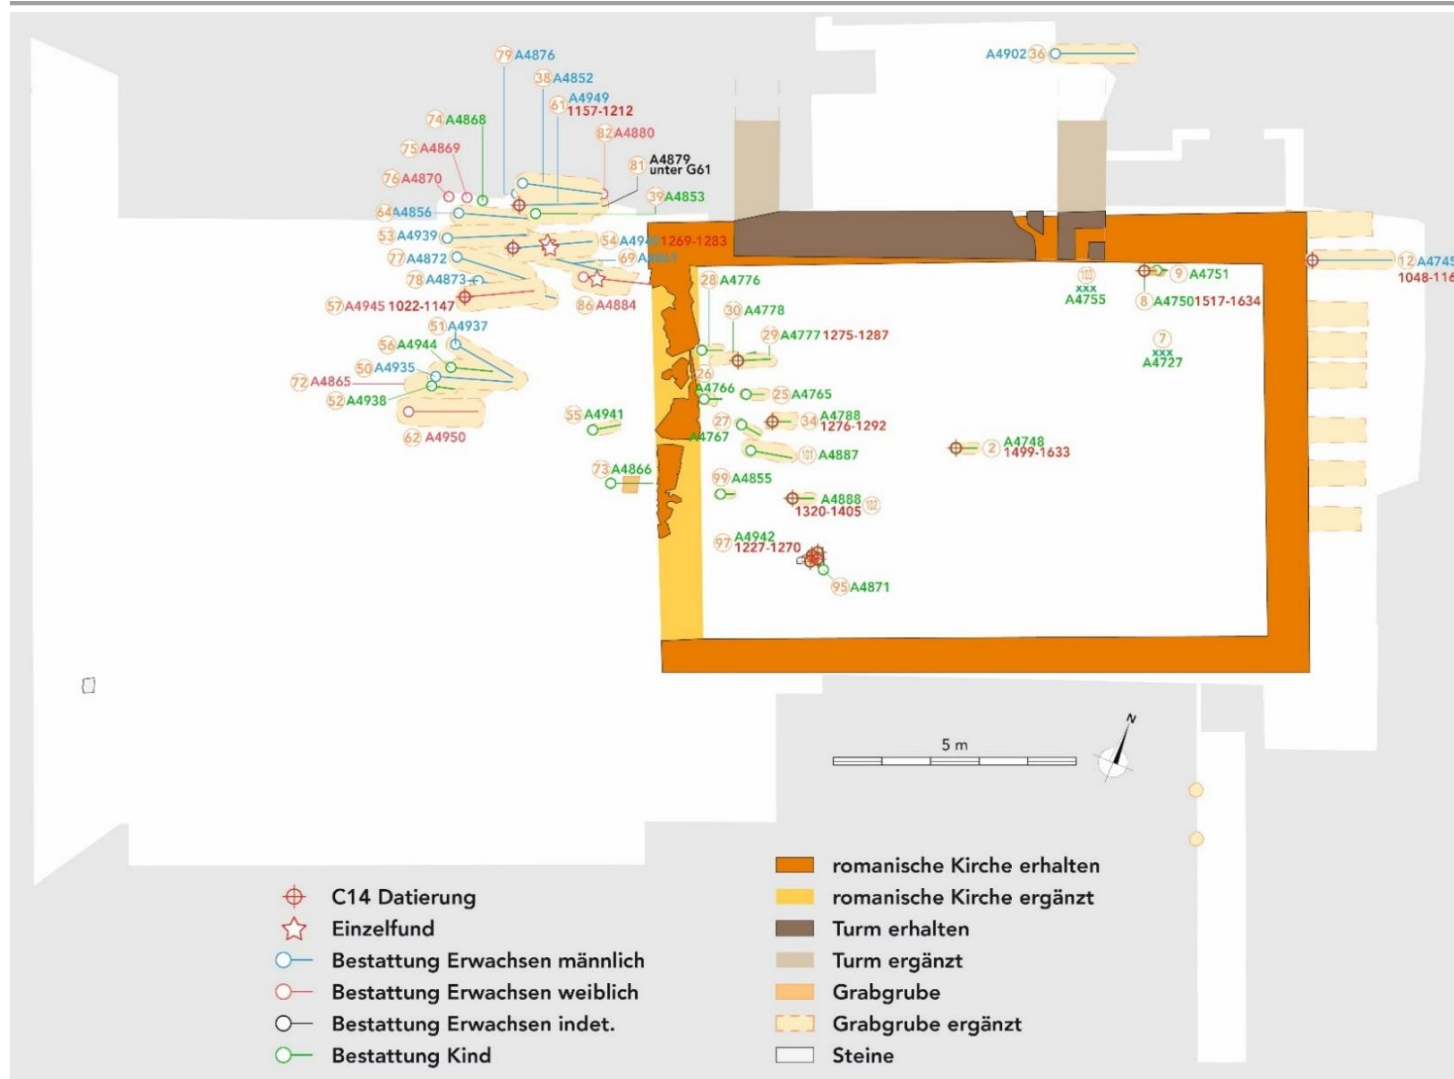 79 A4876
38 A4852
A4902 36
A4949
61
1157-1212
74 A4868
82 A4880
75 A4869
81 A4879
unter G61
76 A4870
39 A4853
64 A4856
53 A4939
54 A494
1269-1283
77 A4872
69
12 A4745
1048-116
78 A4873
28 A4776
103
xxx
A4755
9 A4751
57 A4945 1022-1147
86 A4884
8 A4750 1517-1634
30 A4778
51 A4937
29 A4777 1275-1287
7
xxx
A4727
56 A4944
50 A4935
26
72 A4865
A4766
25 A4765
52 A4938
55 A4941
27
34 A4788
1276-1292
62 A4950
A4767
2 A4748
1499-1633
101 A4887
73 A4866
99 A4855
A4888
1320-1405 102
A4942
97 1227-1270
95 A4871
N
5 m
romanische Kirche erhalten
C14 Datierung
romanische Kirche ergänzt
Einzelfund
Turm erhalten
Bestattung Erwachsen männlich
Turm ergänzt
Bestattung Erwachsen weiblich
Grabgrube
Bestattung Erwachsen indet.
Grabgrube ergänzt
Bestattung Kind
Steine